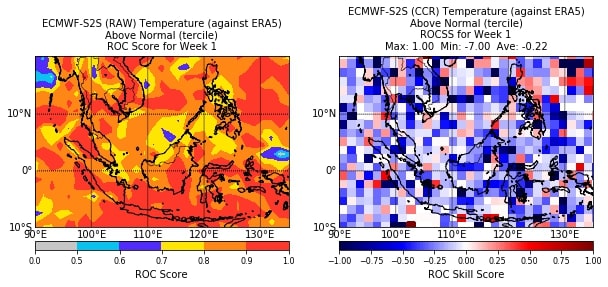 ECMWF-S2S (RAW) Temperature (against ERA5)
Above Normal (tercile)
ROC Score for Week 1
10°N
0°
10°S
90°E 100°E 110°E 120°E 130°E
0.0 0.5 0.6 0.7 0.8 0.9 1.0
ROC Score
ECMWF-S2S (CCR) Temperature (against ERA5)
Above Normal (tercile)
ROCSS for Week 1
Max: 1.00 Min: -7.00 Ave: -0.22
10°N
0°
10°S
90°E 100°E 110°E 120°E 130°E
−1.00 −0.75 −0.50 −0.25 0.00 0.25 0.50 0.75 1.00
ROC Skill Score